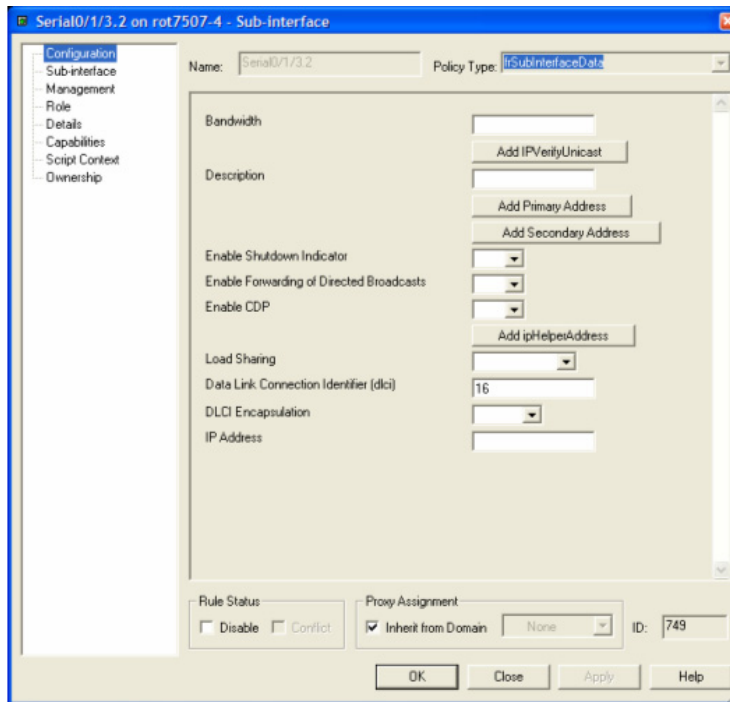 Serial0/1/3.2 on rot7507-4 - Sub-interface
Configuration
Sub-interface
Management
Role
Details
Capabilities
Script Context
Ownership
Name: Serial0/1/3.2 Policy Type: frSubInterfaceData
Bandwidth
Add IPVerifyUnicast
Description
Add Primary Address
Add Secondary Address
Enable Shutdown Indicator
Enable Forwarding of Directed Broadcasts
Enable CDP
Add ipHelperAddress
Load Sharing
Data Link Connection Identifier (dlci) 16
DLCI Encapsulation
IP Address
Rule Status Proxy Assignment
Disable Conflict Inherit from Domain None ID: 749
OK Close Apply Help